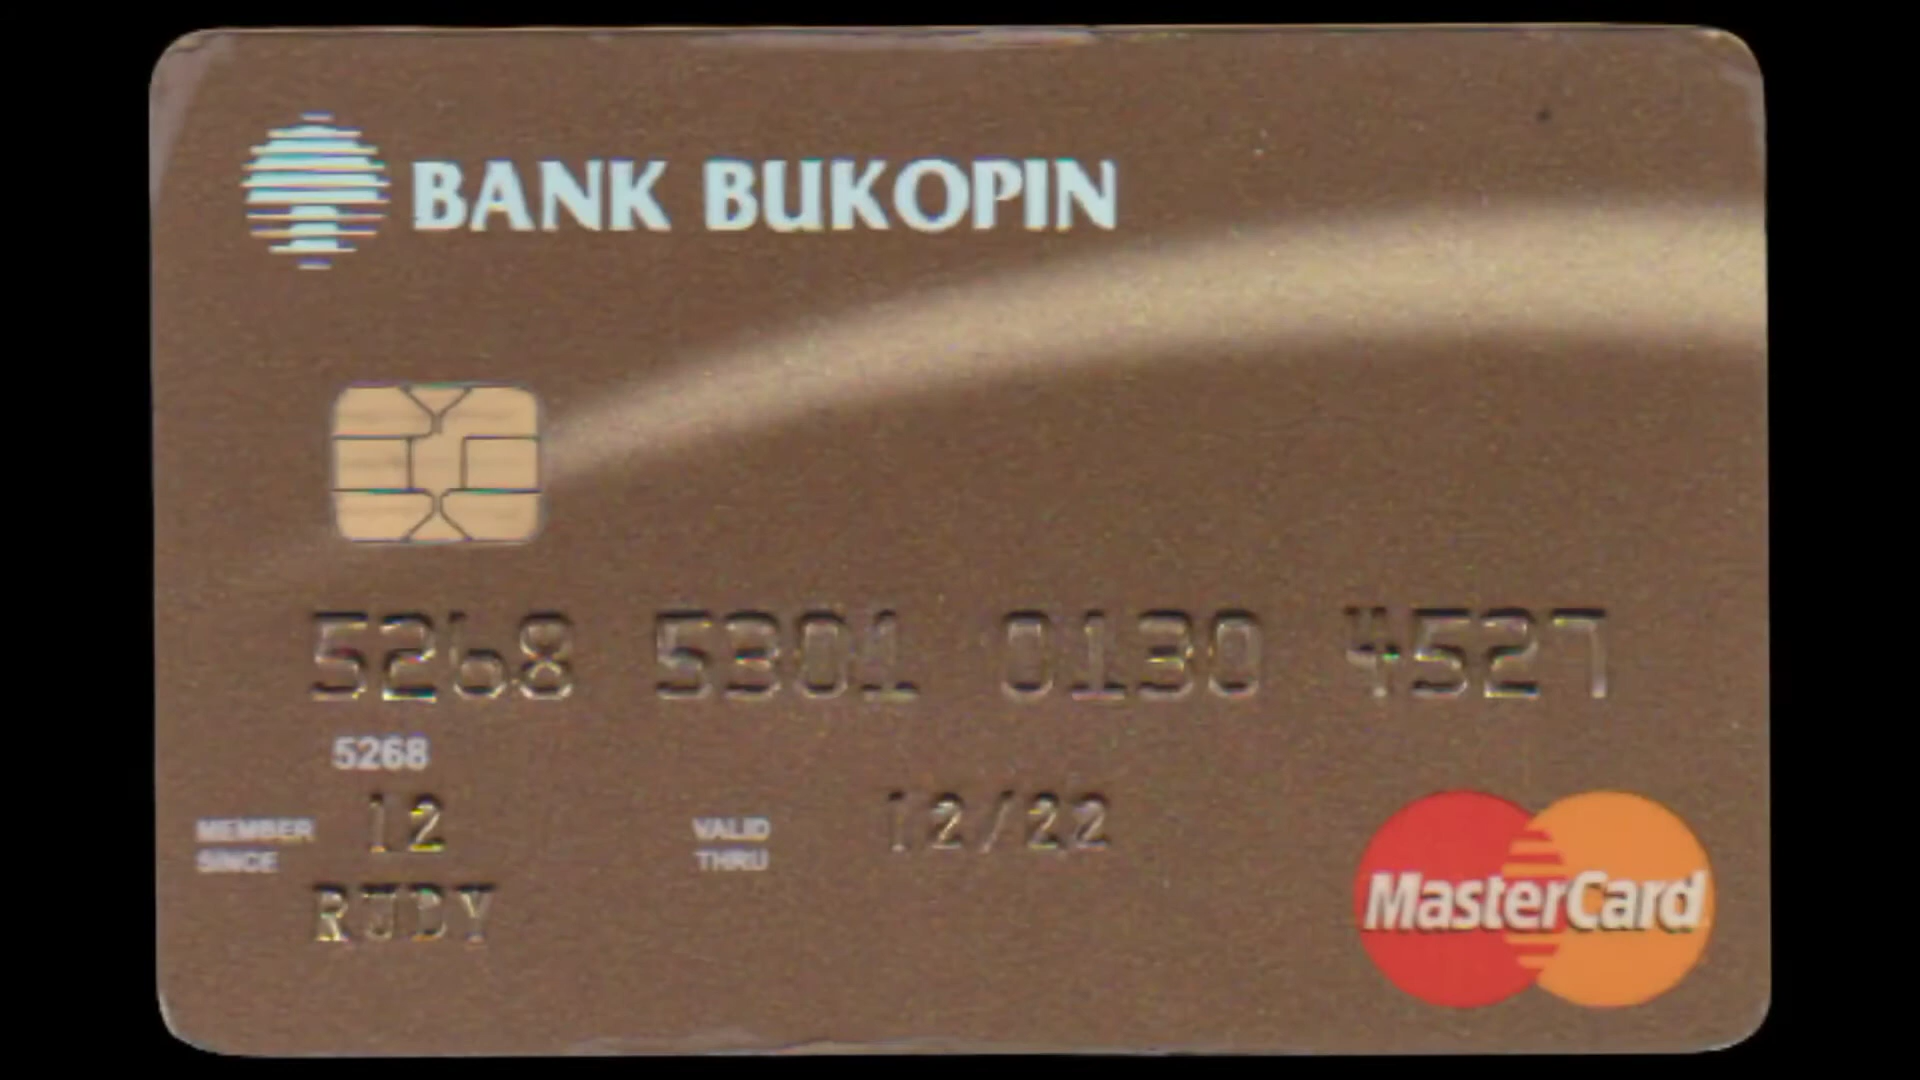 BANK BUKOPIN
5268 5301 0130 4527
5268
MEMBER SINCE 12
VALID THRU 12/22
RUDY
MasterCard